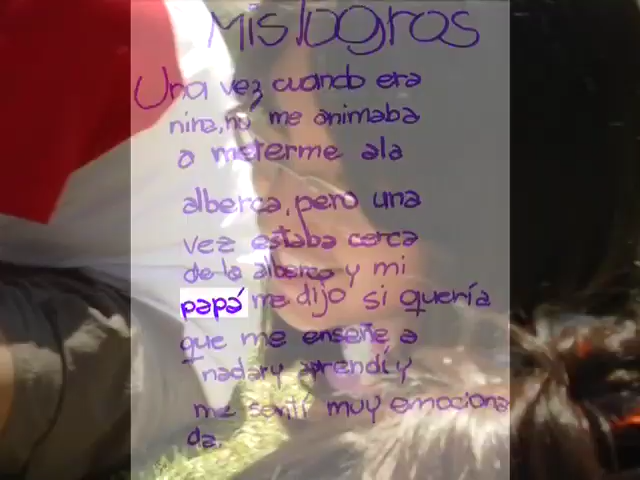 Mis logros
Una vez cuando era
nina, no me animaba
a meterme ala
alberca, pero una
vez estaba cerca
de la alberca y mi
papá me dijo si quería
que me enseñe a
nadar y aprendí y
me sentí muy emociona
da.